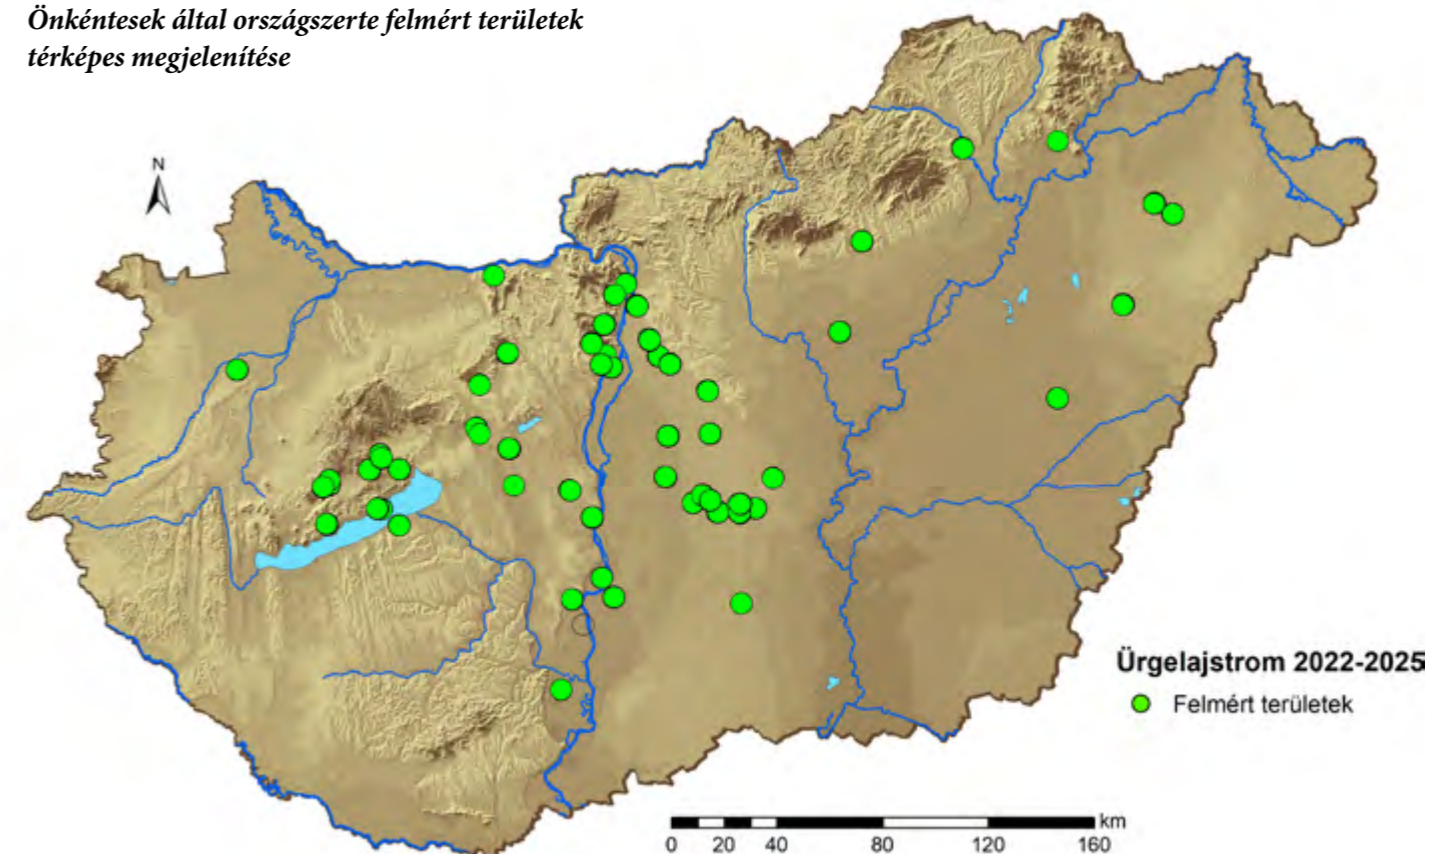 Önkéntesek által országszerte felmért területek
térképes megjelenítése
N
Ürgelajstrom 2022-2025
Felmért területek
km
0 20 40 80 120 160